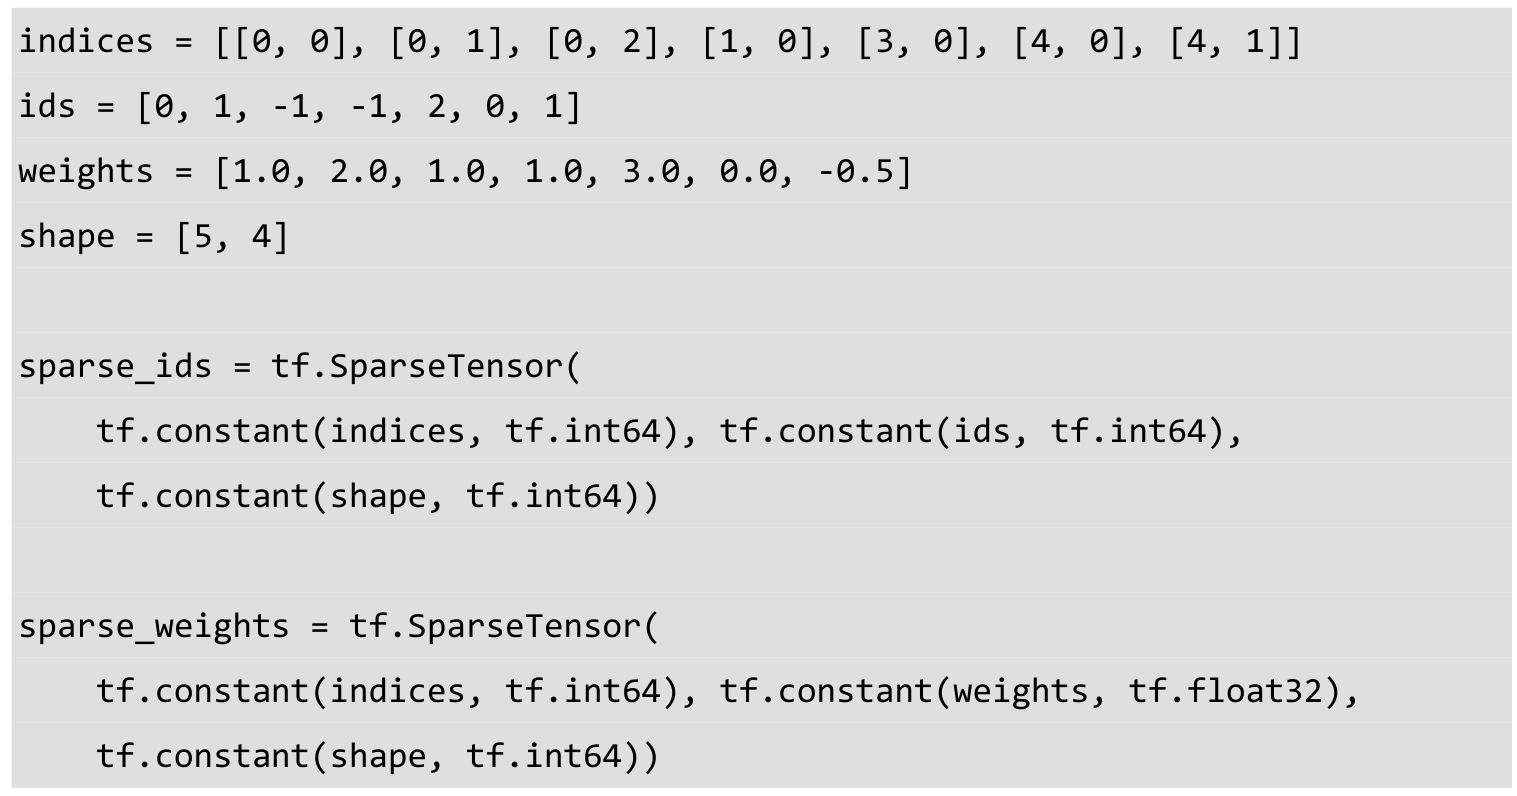 indices = [[0, 0], [0, 1], [0, 2], [1, 0], [3, 0], [4, 0], [4, 1]]
ids = [0, 1, -1, -1, 2, 0, 1]
weights = [1.0, 2.0, 1.0, 1.0, 3.0, 0.0, -0.5]
shape = [5, 4]
sparse_ids = tf.SparseTensor(
    tf.constant(indices, tf.int64), tf.constant(ids, tf.int64),
    tf.constant(shape, tf.int64))
sparse_weights = tf.SparseTensor(
    tf.constant(indices, tf.int64), tf.constant(weights, tf.float32),
    tf.constant(shape, tf.int64))